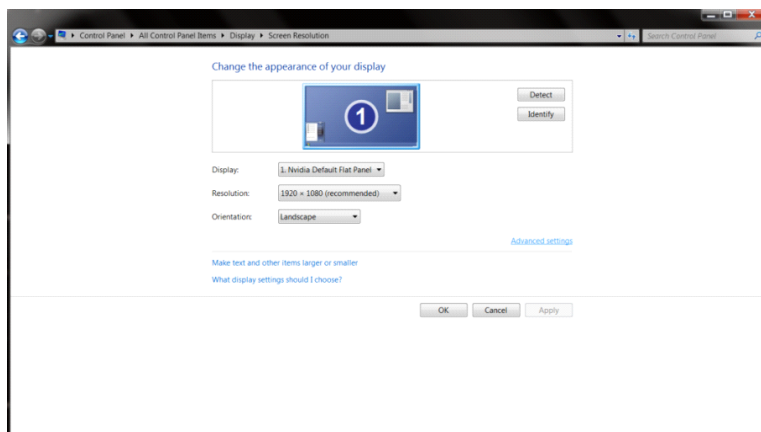 Control Panel ▸ All Control Panel Items ▸ Display ▸ Screen Resolution
Search Control Panel
Change the appearance of your display
1
Detect
Identify
Display: 1. Nvidia Default Flat Panel
Resolution: 1920 × 1080 (recommended)
Orientation: Landscape
Advanced settings
Make text and other items larger or smaller
What display settings should I choose?
OK Cancel Apply